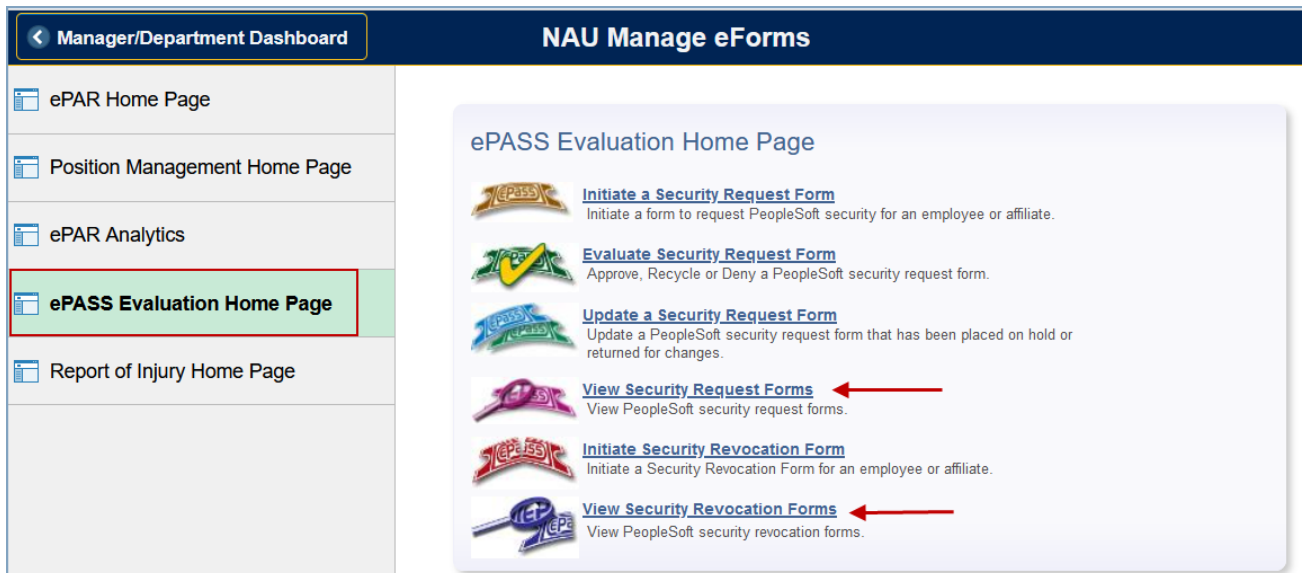 Manager/Department Dashboard
NAU Manage eForms
ePAR Home Page
Position Management Home Page
ePAR Analytics
ePASS Evaluation Home Page
Report of Injury Home Page
ePASS Evaluation Home Page
ePass
Initiate a Security Request Form
Initiate a form to request PeopleSoft security for an employee or affiliate.
Evaluate Security Request Form
Approve, Recycle or Deny a PeopleSoft security request form.
ePass
ePass
Update a Security Request Form
Update a PeopleSoft security request form that has been placed on hold or
returned for changes.
View Security Request Forms
View PeopleSoft security request forms.
ePass
Initiate Security Revocation Form
Initiate a Security Revocation Form for an employee or affiliate.
View Security Revocation Forms
View PeopleSoft security revocation forms.